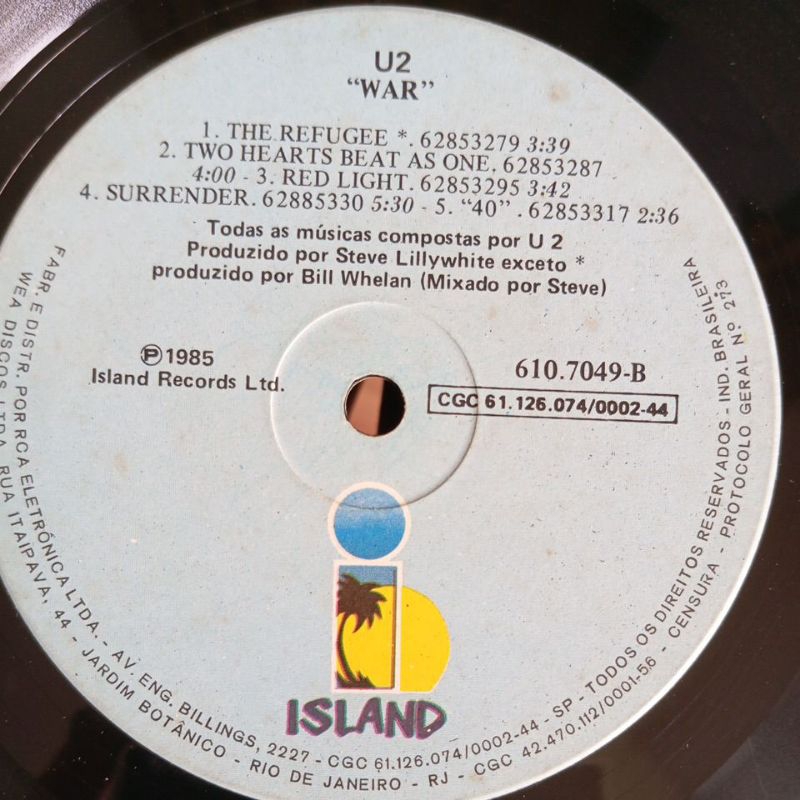 U2
“WAR”
1. THE REFUGEE *. 62853279 3:39
2. TWO HEARTS BEAT AS ONE. 62853287
4:00 - 3. RED LIGHT. 62853295 3:42
4. SURRENDER. 62885330 5:30 - 5. “40” . 62853317 2:36
Todas as músicas compostas por U 2
Produzido por Steve Lillywhite exceto *
produzido por Bill Whelan (Mixado por Steve)
℗ 1985
Island Records Ltd.
610.7049-B
CGC 61.126.074/0002-44
ISLAND
FABR. E DISTR. POR RCA ELETRÔNICA LTDA. - AV. ENG. BILLINGS, 2227 - CGC 61.126.074/0002-44 - SP - TODOS OS DIREITOS RESERVADOS - IND. BRASILEIRA
WEA DISCOS LTDA. RUA ITAIPAVA, 44 - JARDIM BOTÂNICO - RIO DE JANEIRO - RJ - CGC 42.470.112/0001-56 - CENSURA - PROTOCOLO GERAL Nº 273